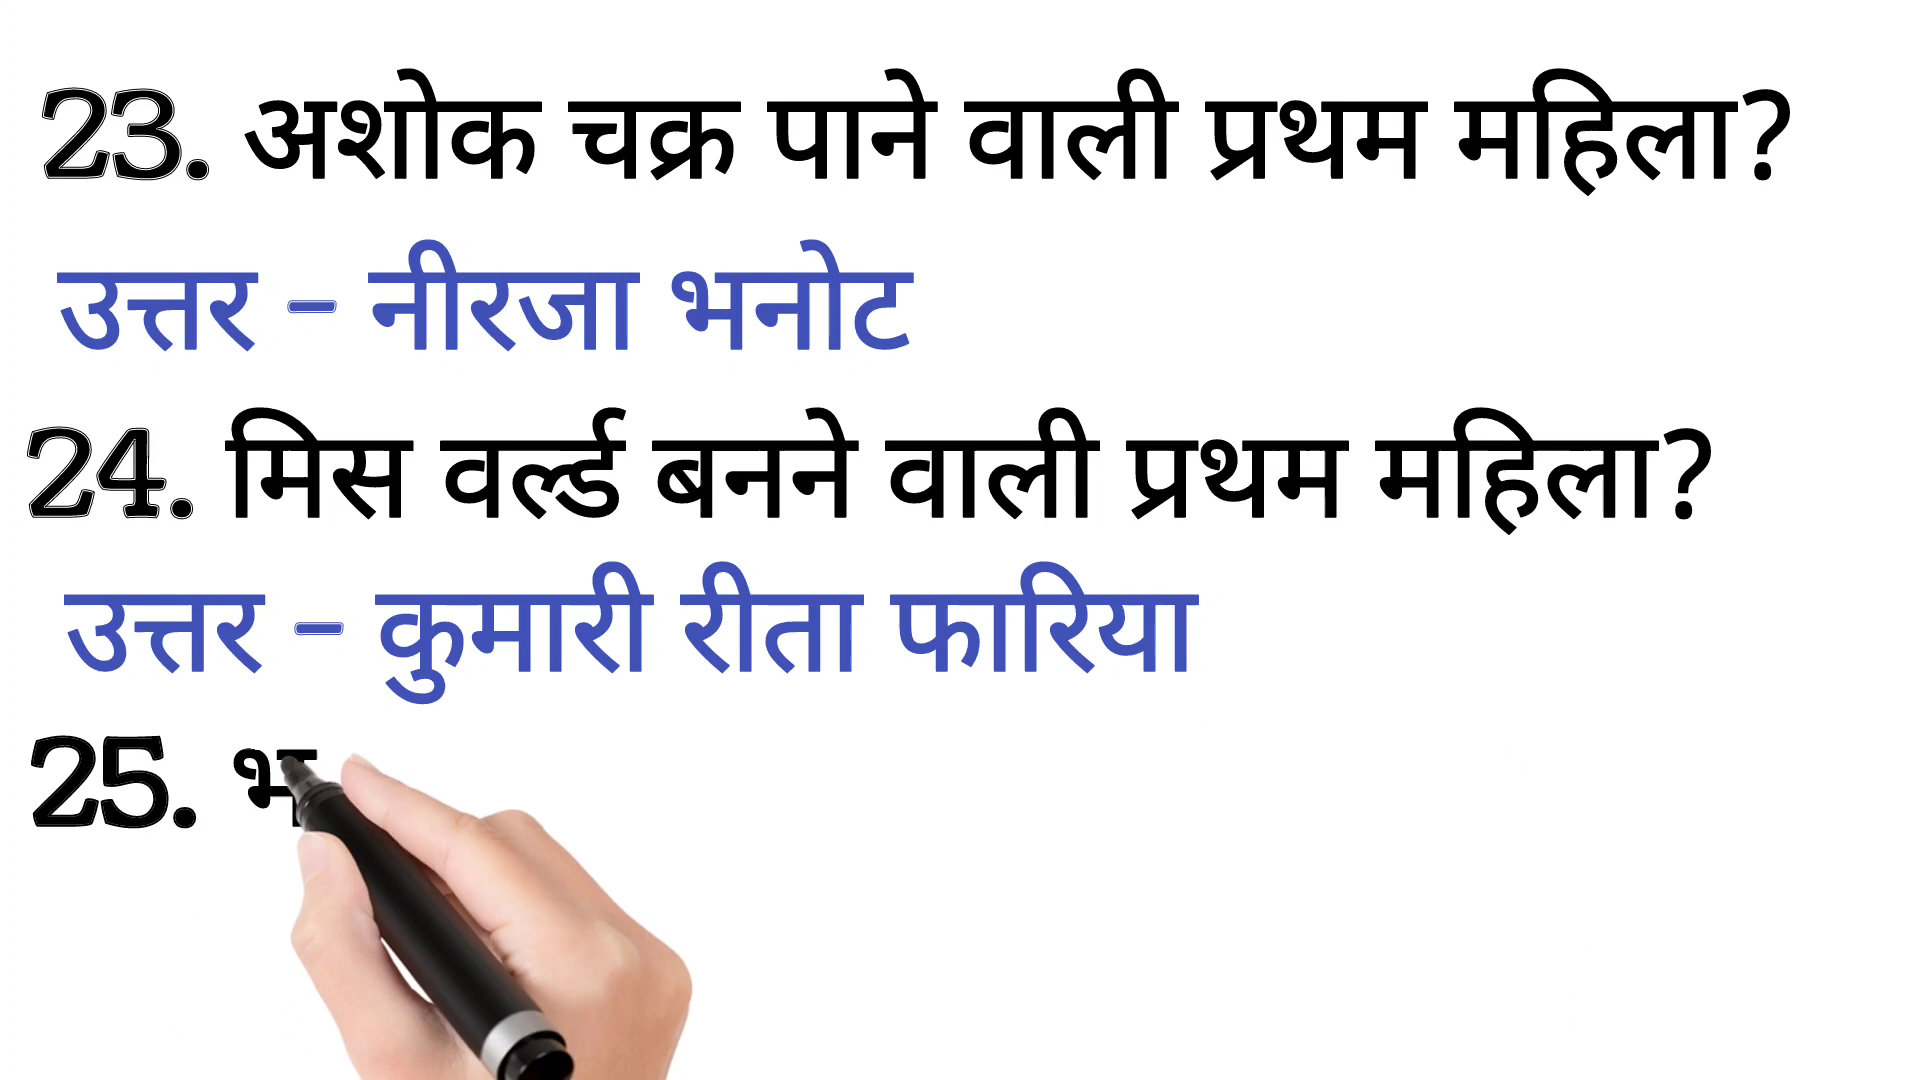 23. अशोक चक्र पाने वाली प्रथम महिला?
उत्तर - नीरजा भनोट
24. मिस वर्ल्ड बनने वाली प्रथम महिला?
उत्तर - कुमारी रीता फारिया
25. भ